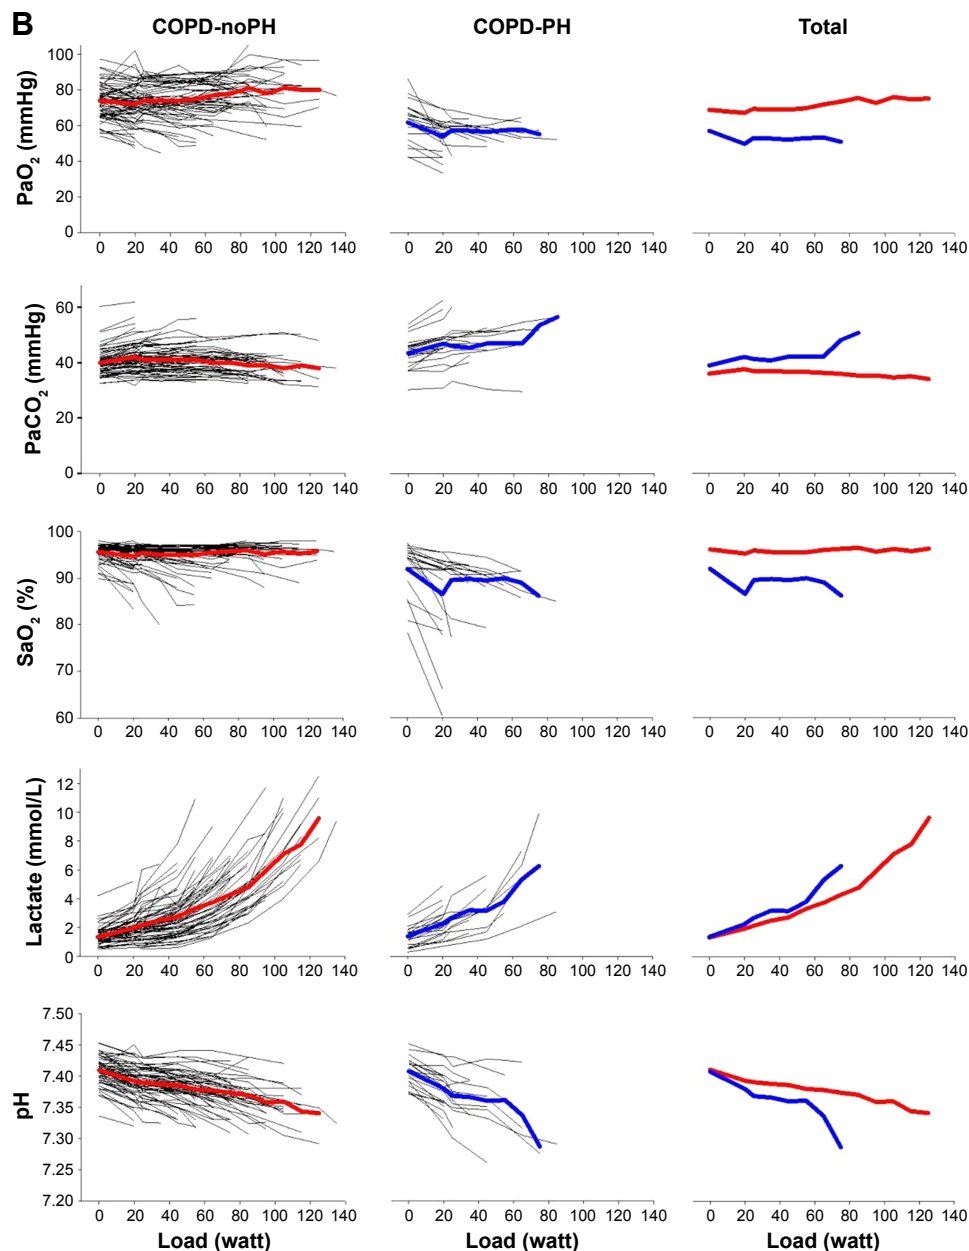 B
COPD-noPH COPD-PH Total
PaO2 (mmHg)
100
80
60
40
20
0
0 20 40 60 80 100 120 140
0 20 40 60 80 100 120 140
0 20 40 60 80 100 120 140
PaCO2 (mmHg)
60
40
20
0
0 20 40 60 80 100 120 140
0 20 40 60 80 100 120 140
0 20 40 60 80 100 120 140
SaO2 (%)
100
90
80
70
60
0 20 40 60 80 100 120 140
0 20 40 60 80 100 120 140
0 20 40 60 80 100 120 140
Lactate (mmol/L)
12
10
8
6
4
2
0
0 20 40 60 80 100 120 140
0 20 40 60 80 100 120 140
0 20 40 60 80 100 120 140
pH
7.50
7.45
7.40
7.35
7.30
7.25
7.20
0 20 40 60 80 100 120 140
0 20 40 60 80 100 120 140
0 20 40 60 80 100 120 140
Load (watt) Load (watt) Load (watt)